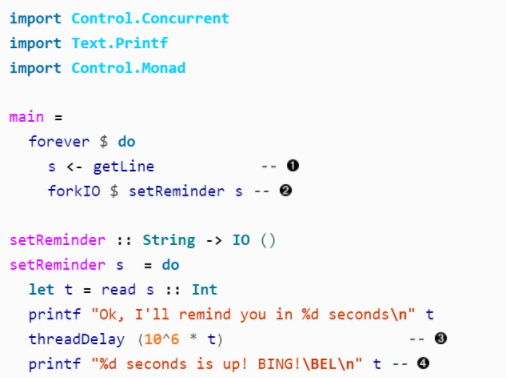 import Control.Concurrent
import Text.Printf
import Control.Monad
main =
forever $ do
s <- getLine -- ❶
forkIO $ setReminder s -- ❷
setReminder :: String -> IO ()
setReminder s = do
let t = read s :: Int
printf "Ok, I'll remind you in %d seconds\n" t
threadDelay (10^6 * t) -- ❸
printf "%d seconds is up! BING!\BEL\n" t -- ❹